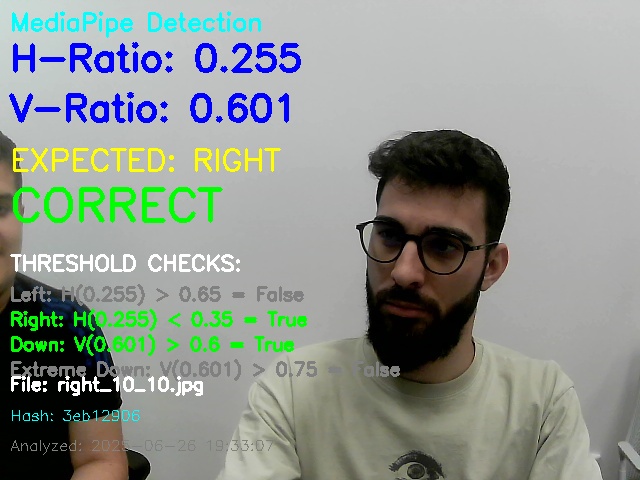 MediaPipe Detection
H-Ratio: 0.255
V-Ratio: 0.601
EXPECTED: RIGHT
CORRECT
THRESHOLD CHECKS:
Left: H(0.255) > 0.65 = False
Right: H(0.255) < 0.35 = True
Down: V(0.601) > 0.6 = True
Extreme Down: V(0.601) > 0.75 = False
File: right_10_10.jpg
Hash: 3eb12906
Analyzed: 2025-06-26 19:33:07